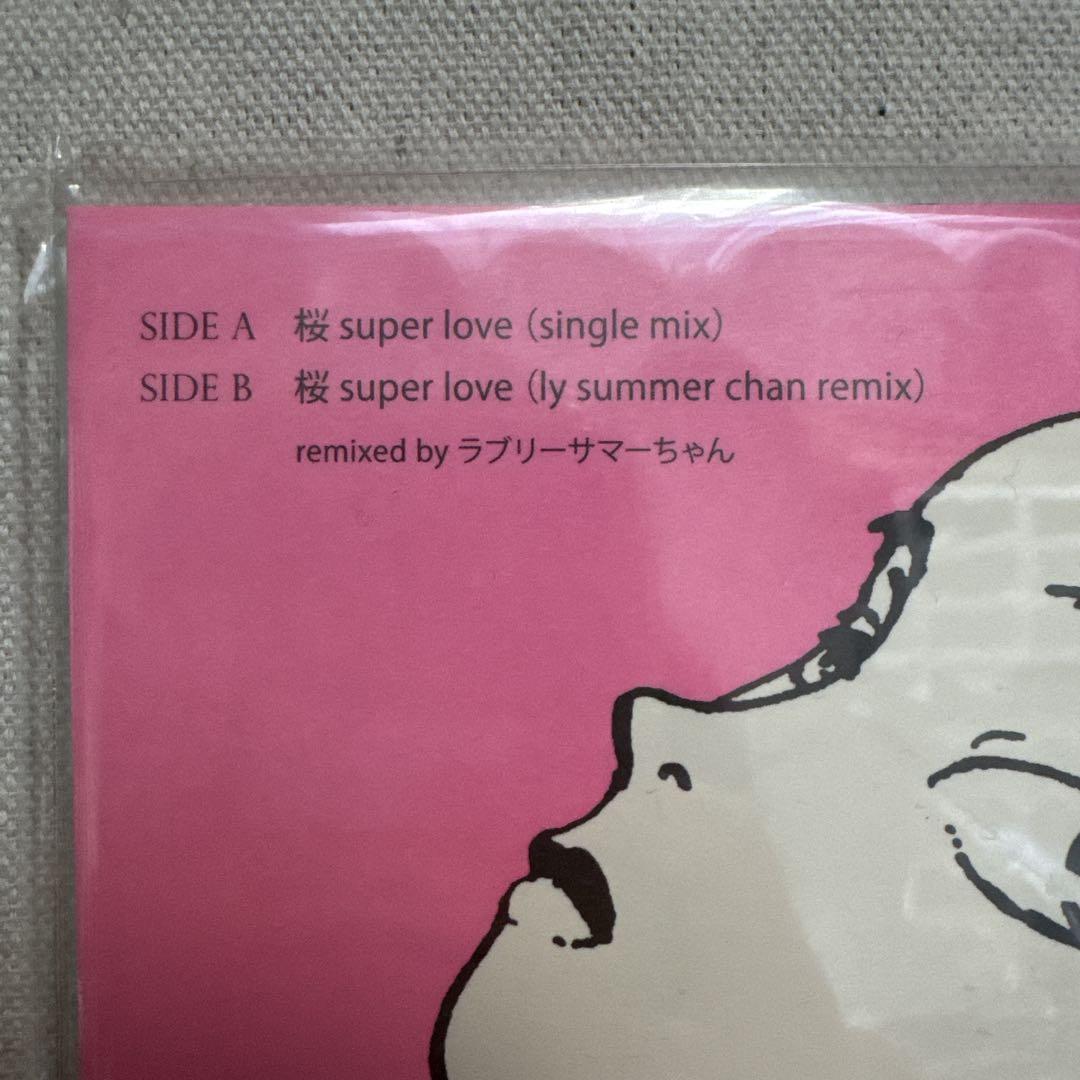 SIDE A 桜 super love (single mix)
SIDE B 桜 super love (ly summer chan remix)
remixed by ラブリーサマーちゃん